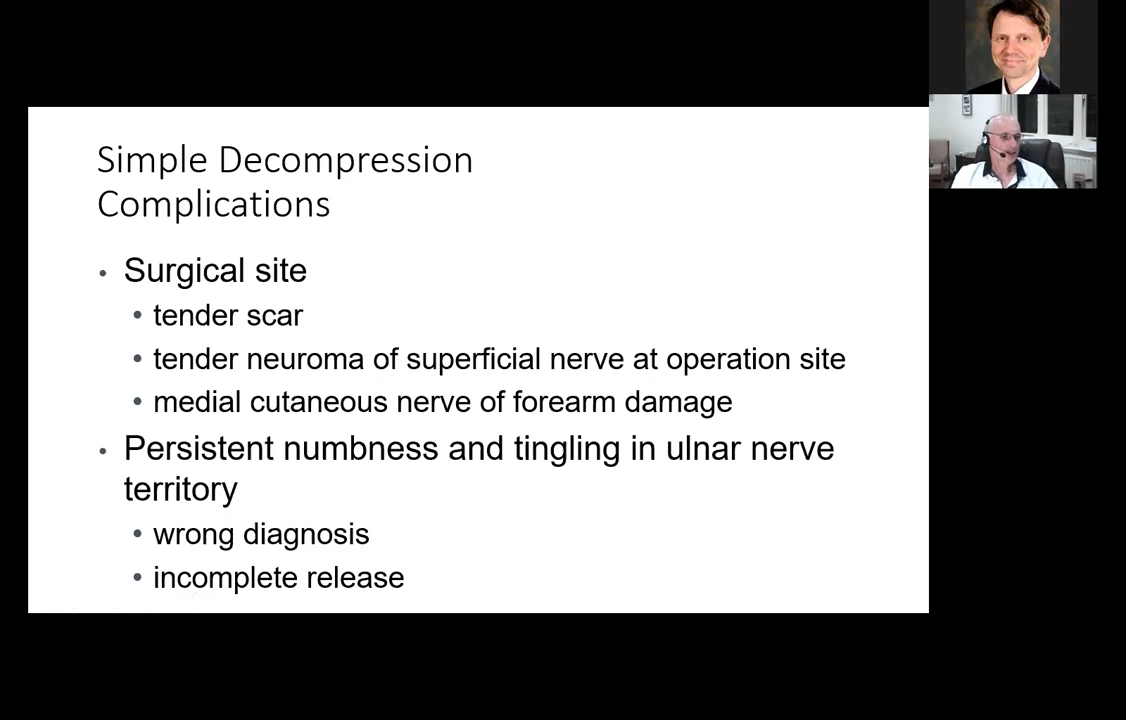 Simple Decompression
Complications
• Surgical site
• tender scar
• tender neuroma of superficial nerve at operation site
• medial cutaneous nerve of forearm damage
• Persistent numbness and tingling in ulnar nerve
territory
• wrong diagnosis
• incomplete release